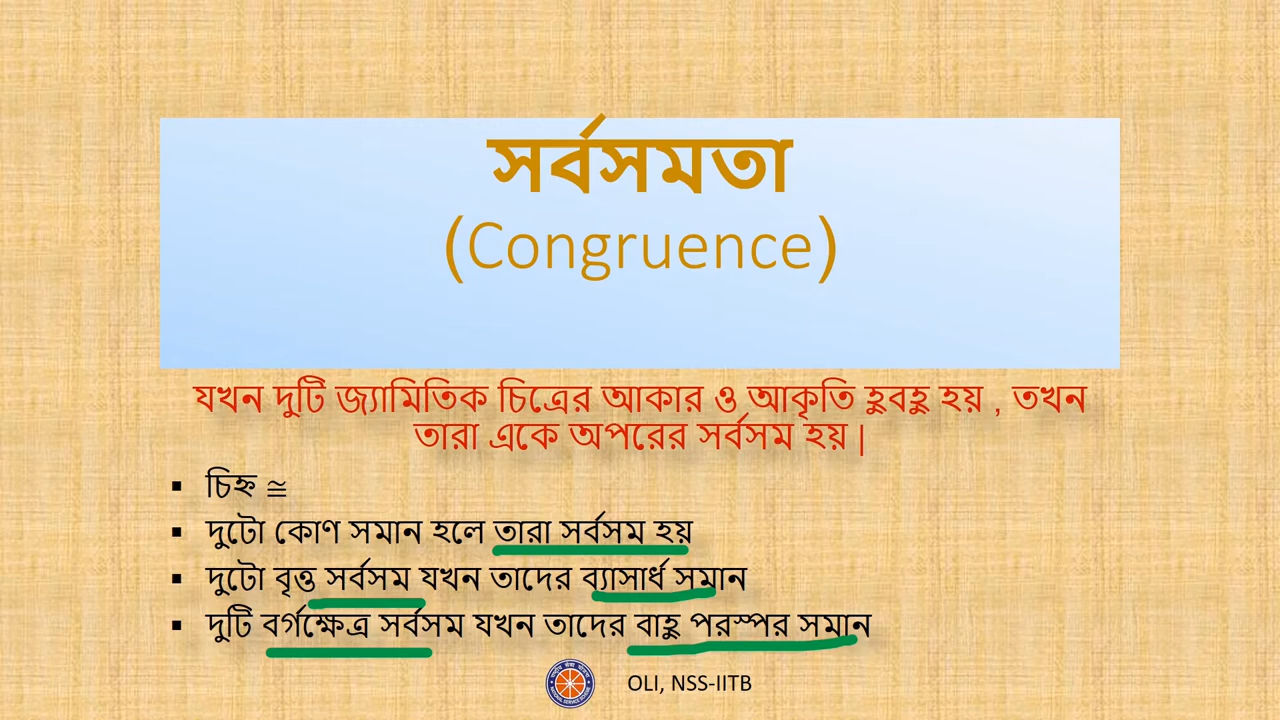 সর্বসমতা
(Congruence)
যখন দুটি জ্যামিতিক চিত্রের আকার ও আকৃতি হুবহু হয় , তখন
তারা একে অপরের সর্বসম হয় |
▪ চিহ্ন ≅
▪ দুটো কোণ সমান হলে তারা সর্বসম হয়
▪ দুটো বৃত্ত সর্বসম যখন তাদের ব্যাসার্ধ সমান
▪ দুটি বর্গক্ষেত্র সর্বসম যখন তাদের বাহু পরস্পর সমান
OLI, NSS-IITB